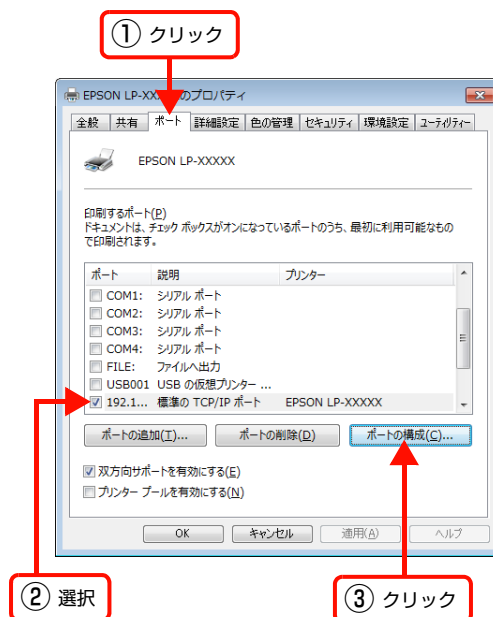 ① クリック
EPSON LP-XX のプロパティ
全般 共有 ポート 詳細設定 色の管理 セキュリティ 環境設定 ユーティリティー
EPSON LP-XXXXX
印刷するポート(P)
ドキュメントは、チェック ボックスがオンになっているポートのうち、最初に利用可能なもの
で印刷されます。
ポート 説明 プリンター
COM1: シリアル ポート
COM2: シリアル ポート
COM3: シリアル ポート
COM4: シリアル ポート
FILE: ファイルへ出力
USB001 USB の仮想プリンター ...
192.1... 標準の TCP/IP ポート EPSON LP-XXXXX
ポートの追加(T)... ポートの削除(D) ポートの構成(C)...
双方向サポートを有効にする(E)
プリンター プールを有効にする(N)
OK キャンセル 適用(A) ヘルプ
② 選択
③ クリック